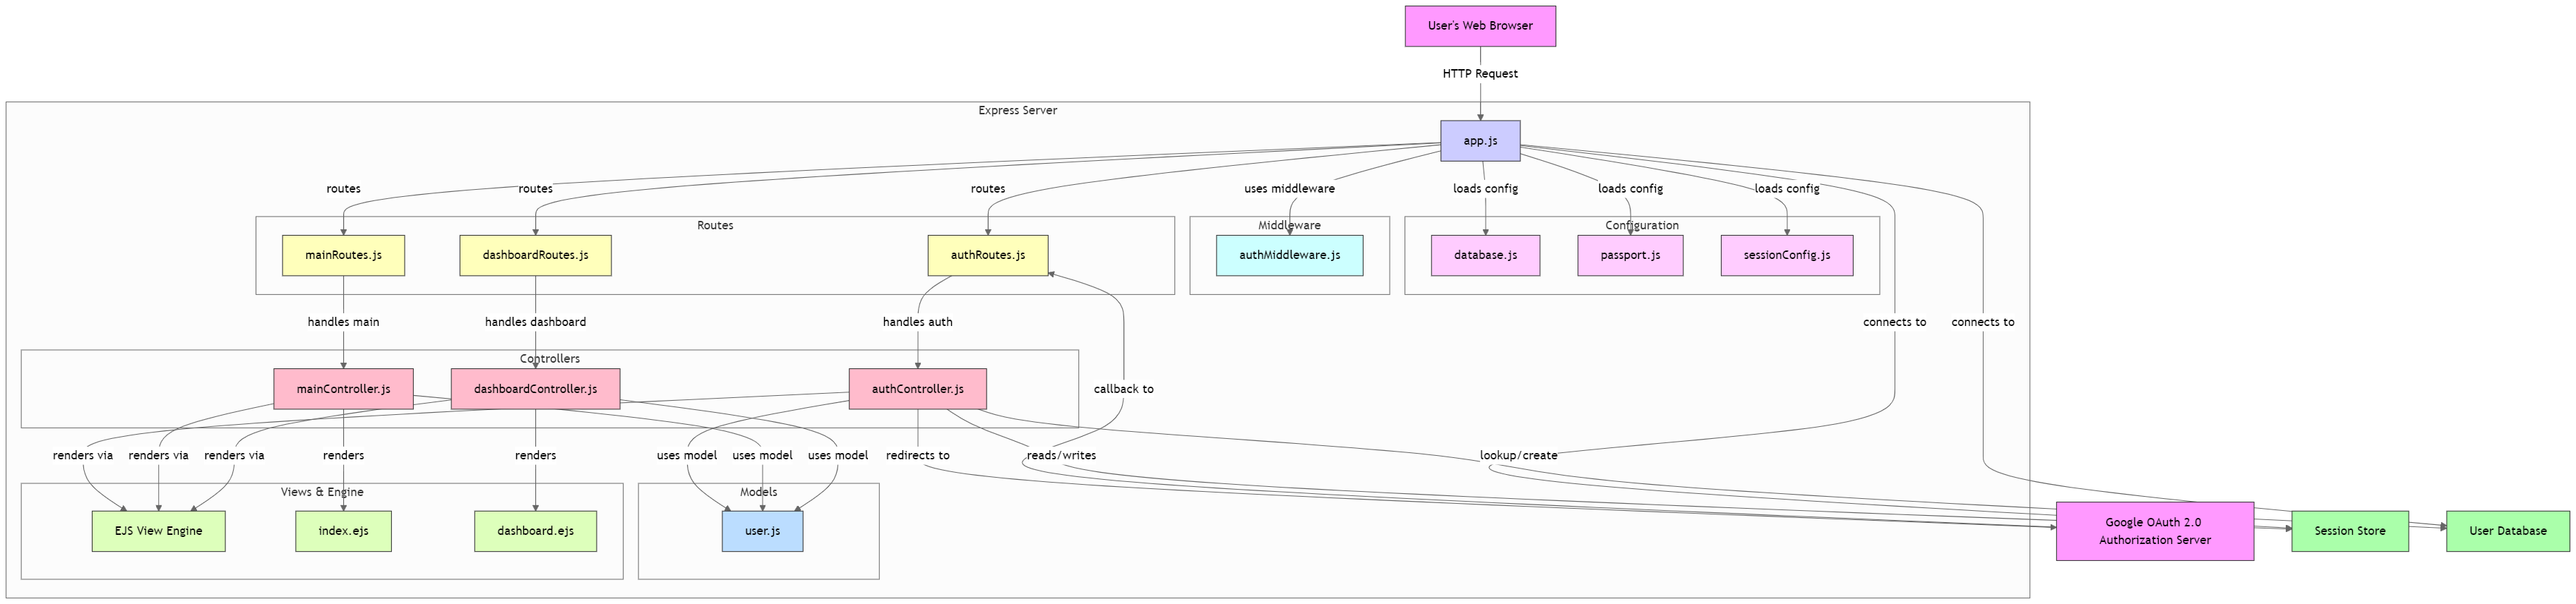 User's Web Browser
HTTP Request
Express Server
app.js
routes
routes
routes
uses middleware
loads config
loads config
loads config
Routes
Middleware
Configuration
mainRoutes.js
dashboardRoutes.js
authRoutes.js
authMiddleware.js
database.js
passport.js
sessionConfig.js
handles main
handles dashboard
handles auth
connects to
connects to
Controllers
mainController.js
dashboardController.js
authController.js
callback to
renders via
renders via
renders via
renders
renders
uses model
uses model
uses model
redirects to
reads/writes
lookup/create
Views & Engine
Models
EJS View Engine
index.ejs
dashboard.ejs
user.js
Google OAuth 2.0
Authorization Server
Session Store
User Database